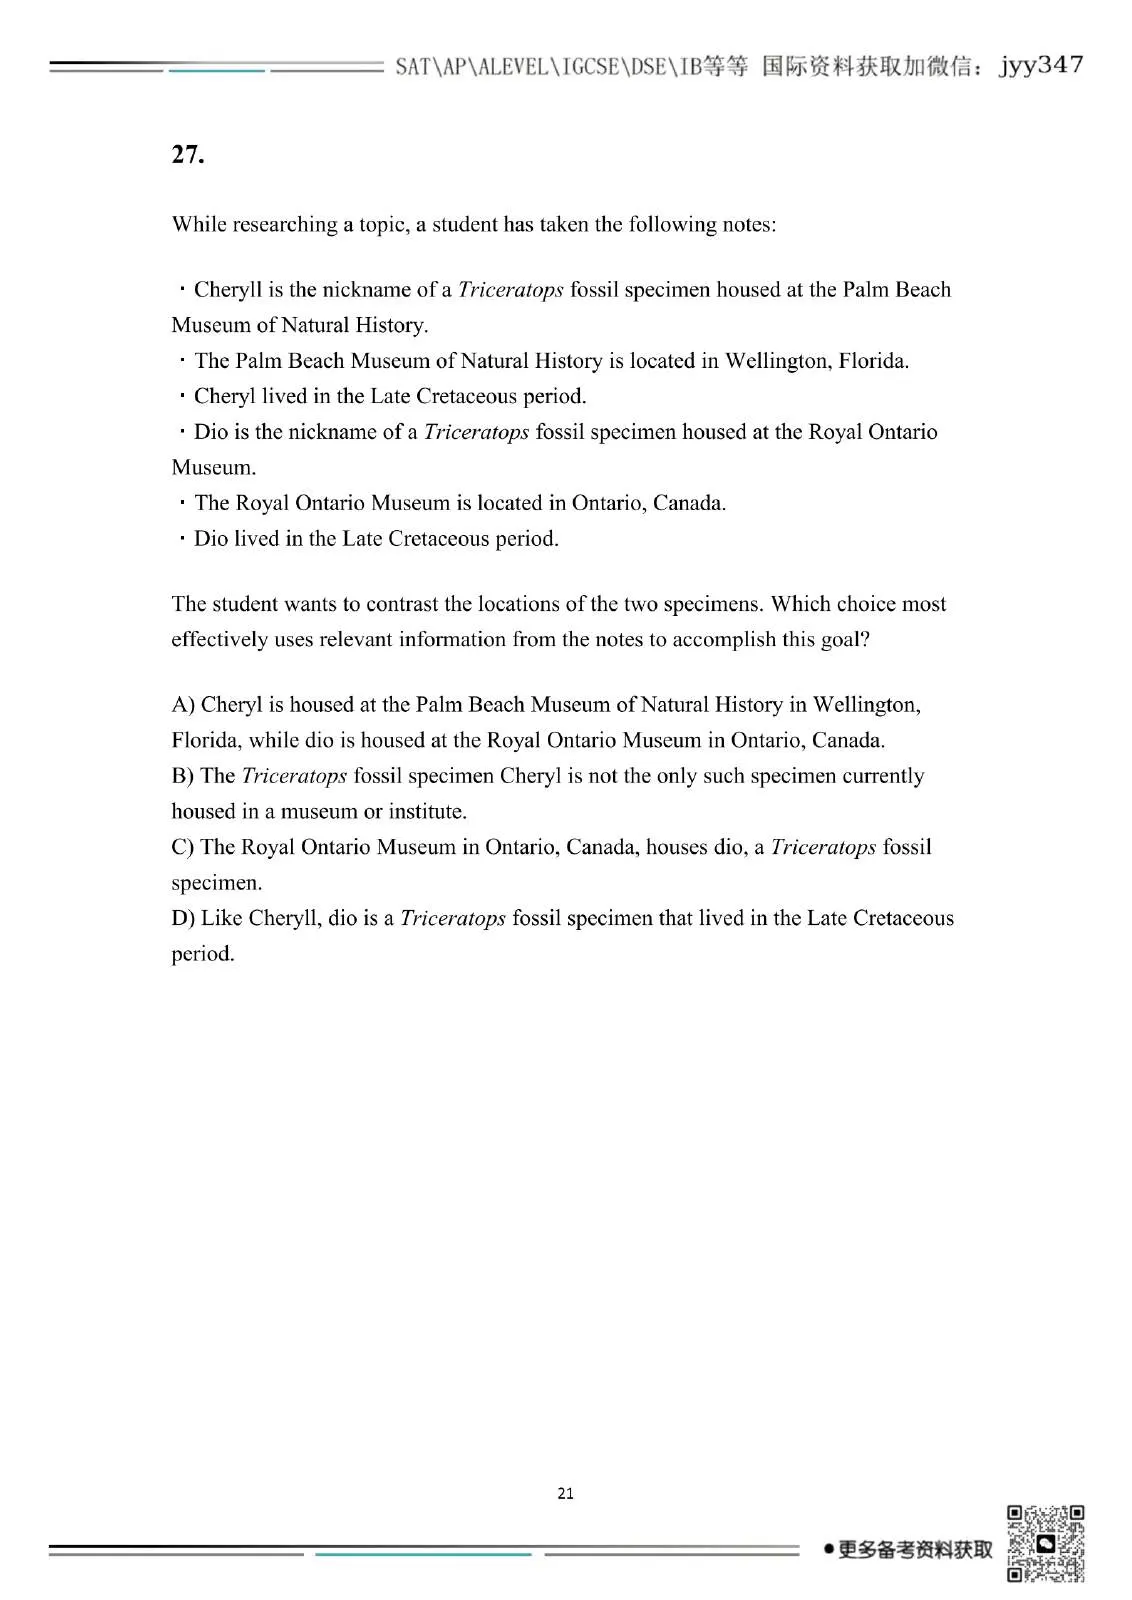 SAT\AP\ALEVEL\IGCSE\DSE\IB等等 国际资料获取加微信： jyy347
27.
While researching a topic, a student has taken the following notes:
· Cheryll is the nickname of a Triceratops fossil specimen housed at the Palm Beach
Museum of Natural History.
· The Palm Beach Museum of Natural History is located in Wellington, Florida.
· Cheryl lived in the Late Cretaceous period.
· Dio is the nickname of a Triceratops fossil specimen housed at the Royal Ontario
Museum.
· The Royal Ontario Museum is located in Ontario, Canada.
· Dio lived in the Late Cretaceous period.
The student wants to contrast the locations of the two specimens. Which choice most
effectively uses relevant information from the notes to accomplish this goal?
A) Cheryl is housed at the Palm Beach Museum of Natural History in Wellington,
Florida, while dio is housed at the Royal Ontario Museum in Ontario, Canada.
B) The Triceratops fossil specimen Cheryl is not the only such specimen currently
housed in a museum or institute.
C) The Royal Ontario Museum in Ontario, Canada, houses dio, a Triceratops fossil
specimen.
D) Like Cheryll, dio is a Triceratops fossil specimen that lived in the Late Cretaceous
period.
21
●更多备考资料获取